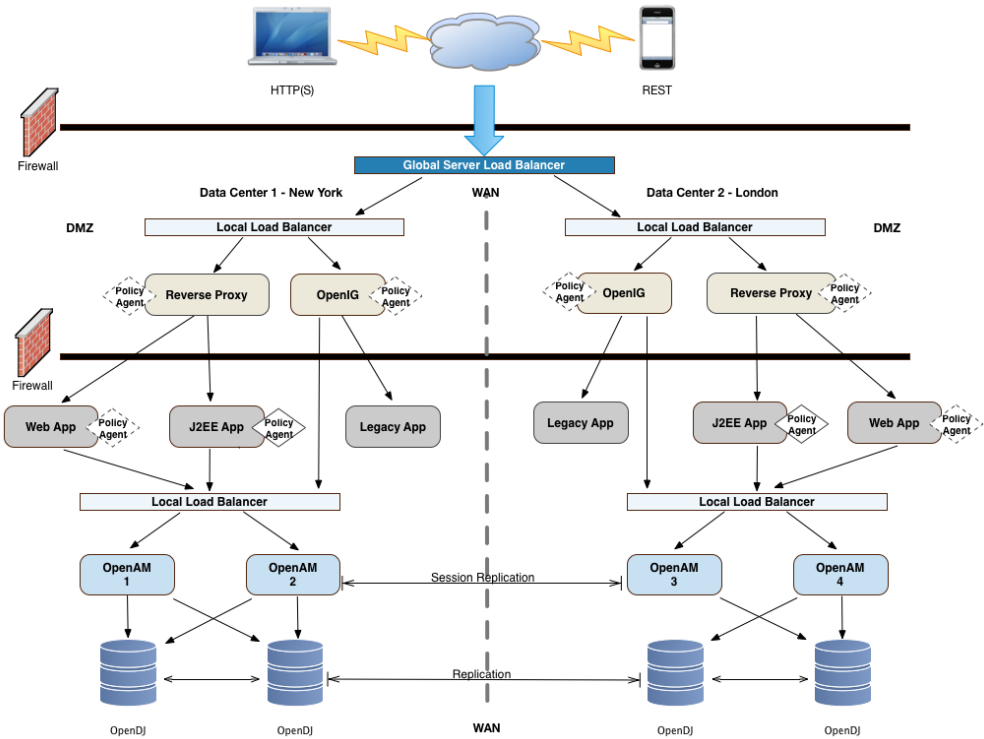 HTTP(S)
REST
Firewall
Global Server Load Balancer
Data Center 1 - New York
WAN
Data Center 2 - London
DMZ
Local Load Balancer
Local Load Balancer
DMZ
Policy
Agent
Reverse Proxy
OpenIG
Policy
Agent
Policy
Agent
OpenIG
Reverse Proxy
Policy
Agent
Firewall
Web App
Policy
Agent
J2EE App
Policy
Agent
Legacy App
Legacy App
J2EE App
Policy
Agent
Web App
Policy
Agent
Local Load Balancer
Local Load Balancer
OpenAM
1
OpenAM
2
Session Replication
OpenAM
3
OpenAM
4
Replication
OpenDJ
OpenDJ
WAN
OpenDJ
OpenDJ